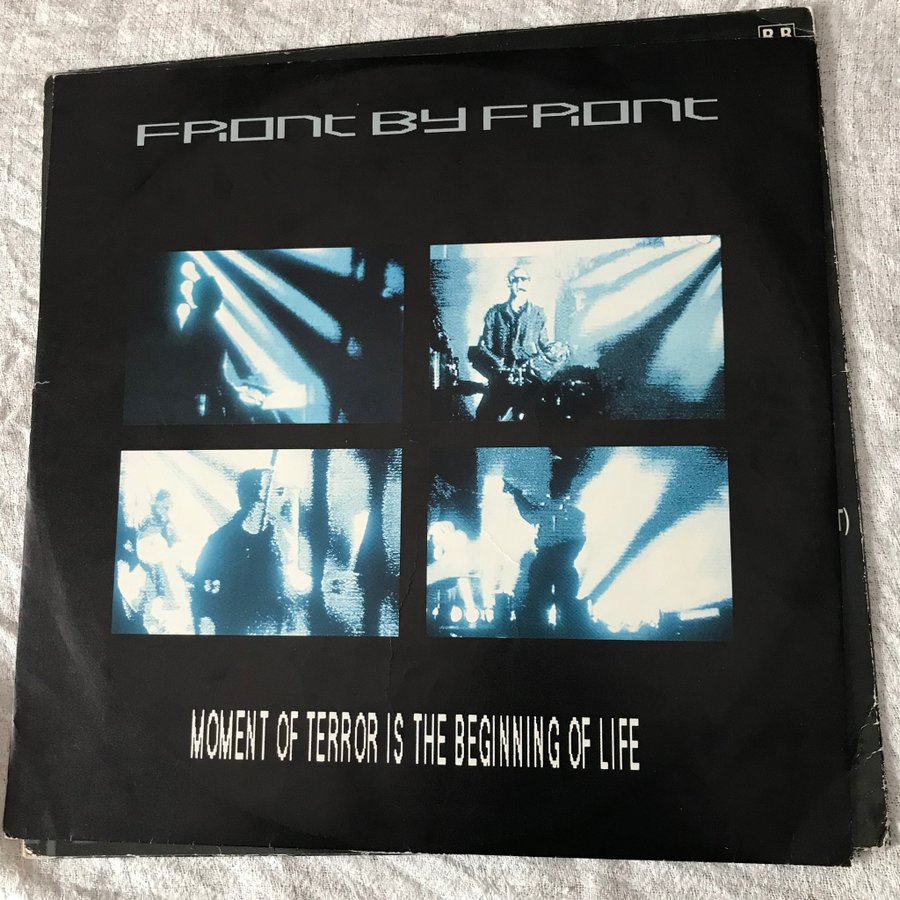 FRONT BY FRONT
MOMENT OF TERROR IS THE BEGINNING OF LIFE